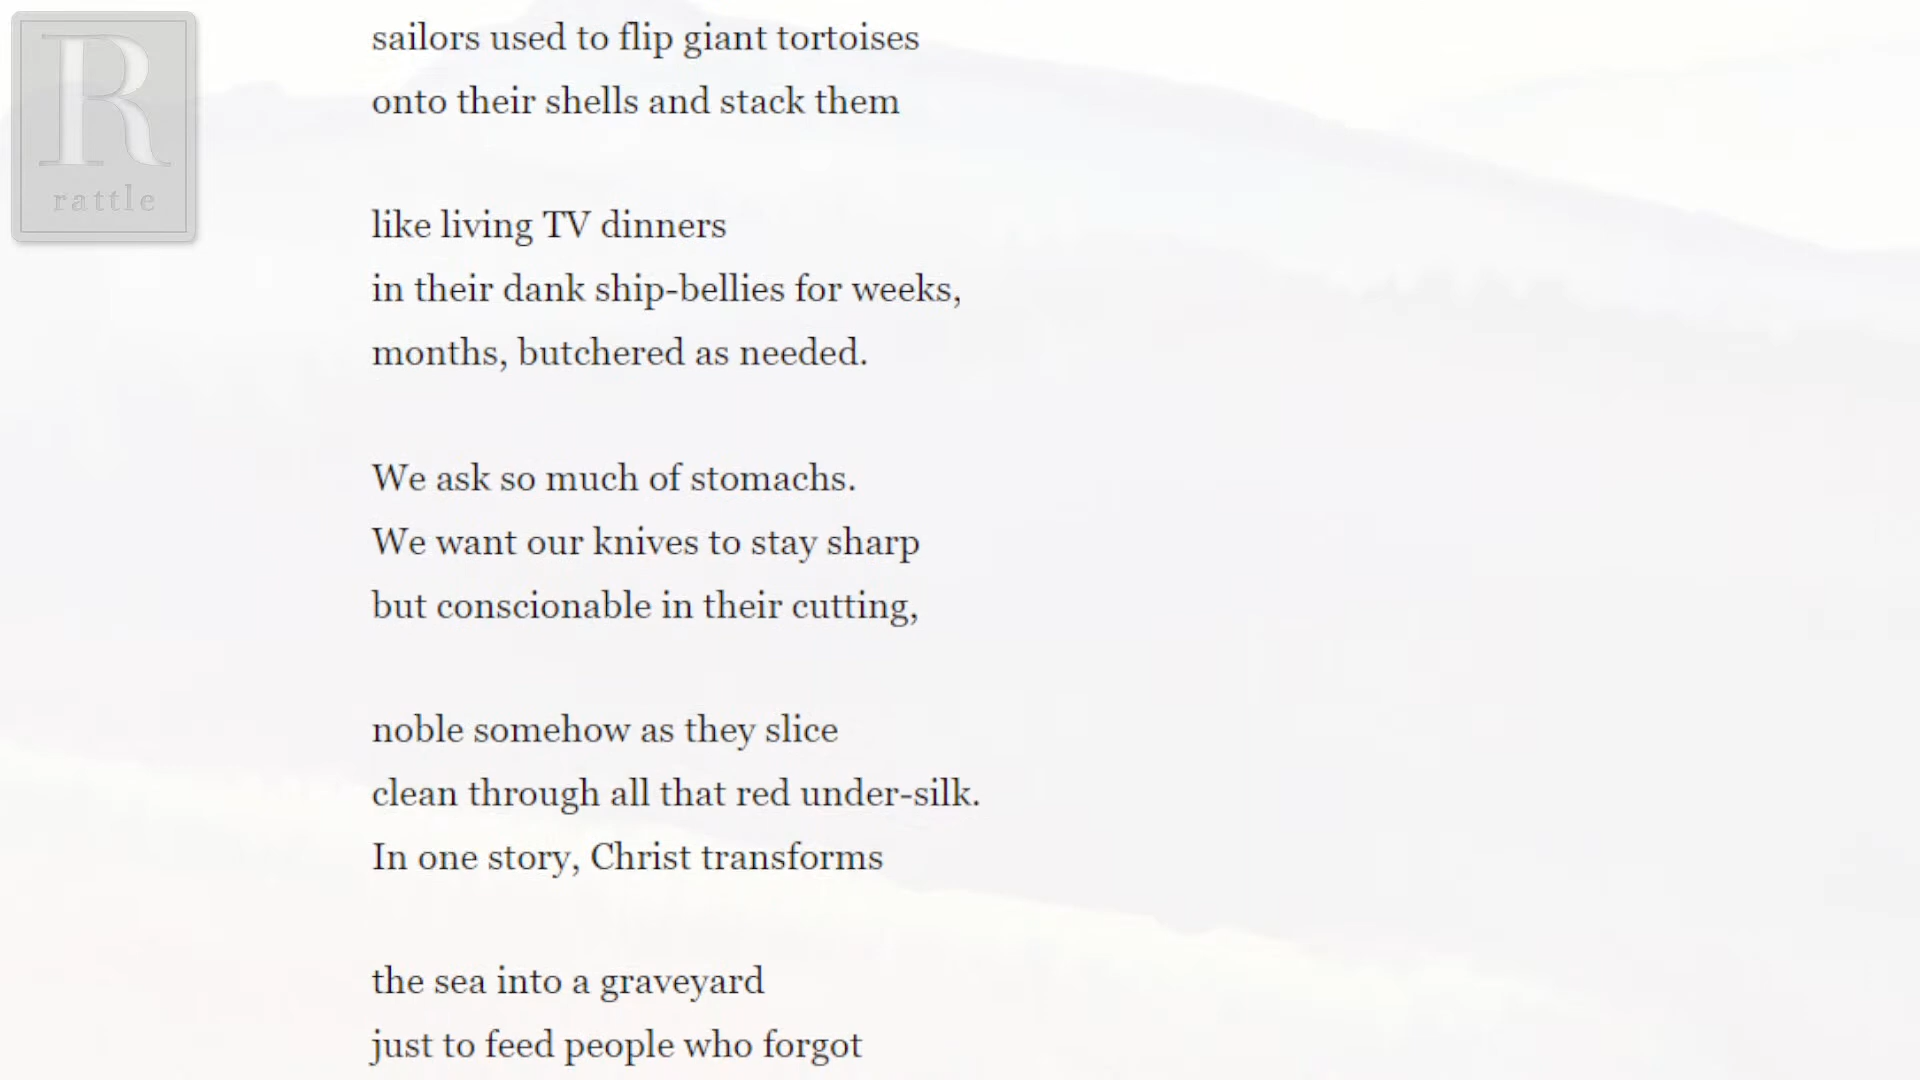 R
rattle
sailors used to flip giant tortoises
onto their shells and stack them
like living TV dinners
in their dank ship-bellies for weeks,
months, butchered as needed.
We ask so much of stomachs.
We want our knives to stay sharp
but conscionable in their cutting,
noble somehow as they slice
clean through all that red under-silk.
In one story, Christ transforms
the sea into a graveyard
just to feed people who forgot